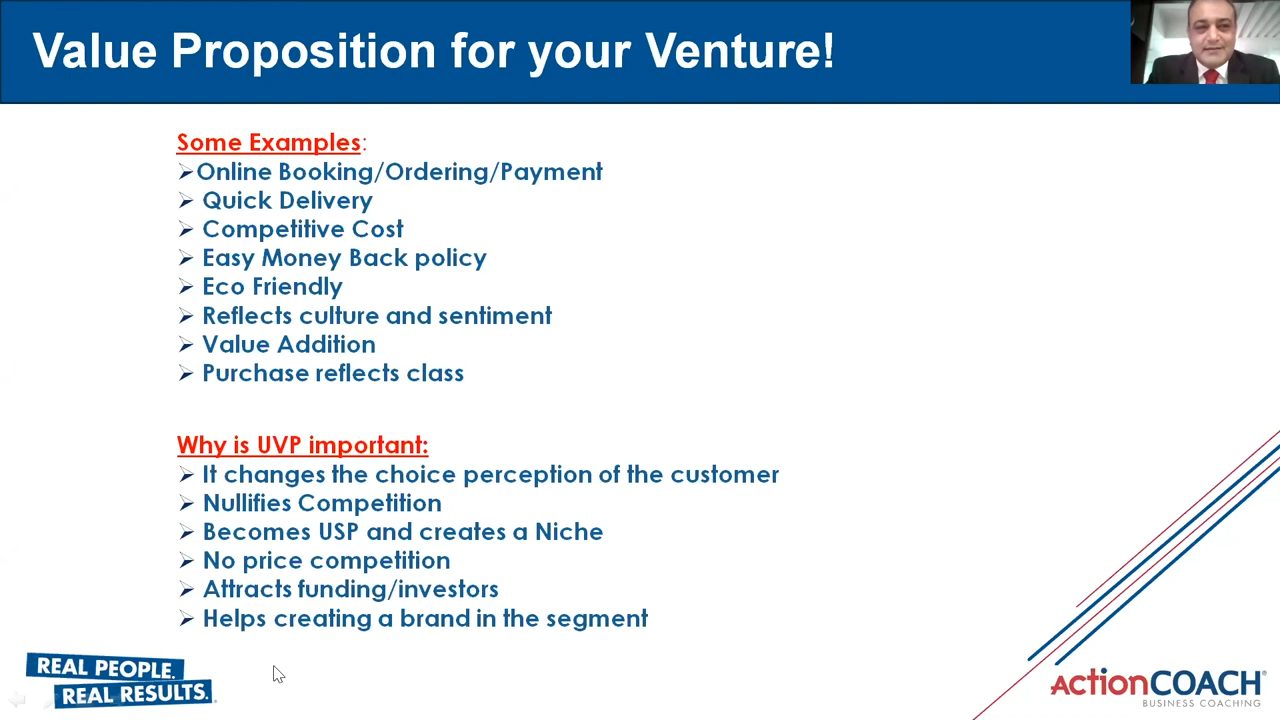 Value Proposition for your Venture!
Some Examples:
Online Booking/Ordering/Payment
Quick Delivery
Competitive Cost
Easy Money Back policy
Eco Friendly
Reflects culture and sentiment
Value Addition
Purchase reflects class
Why is UVP important:
It changes the choice perception of the customer
Nullifies Competition
Becomes USP and creates a Niche
No price competition
Attracts funding/investors
Helps creating a brand in the segment
REAL PEOPLE.
REAL RESULTS.
ActionCOACH®
BUSINESS COACHING